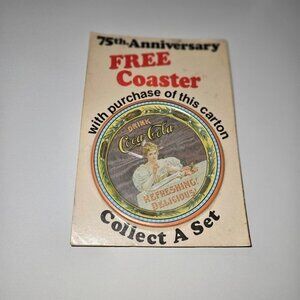 75th Anniversary
FREE
Coaster
with purchase of this carton
DRINK
Coca-Cola
REFRESHING!
DELICIOUS!
Collect A Set